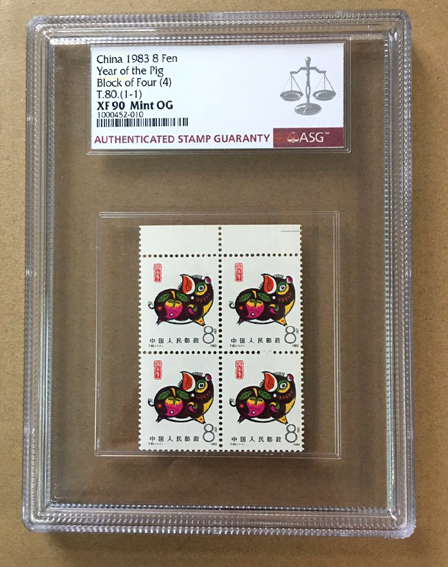 China 1983 8 Fen
Year of the Pig
Block of Four (4)
T.80.(1-1)
XF 90 Mint OG
1000452-010
AUTHENTICATED STAMP GUARANTY ASG™
8分
中国人民邮政
8分
中国人民邮政
8分
中国人民邮政
8分
中国人民邮政